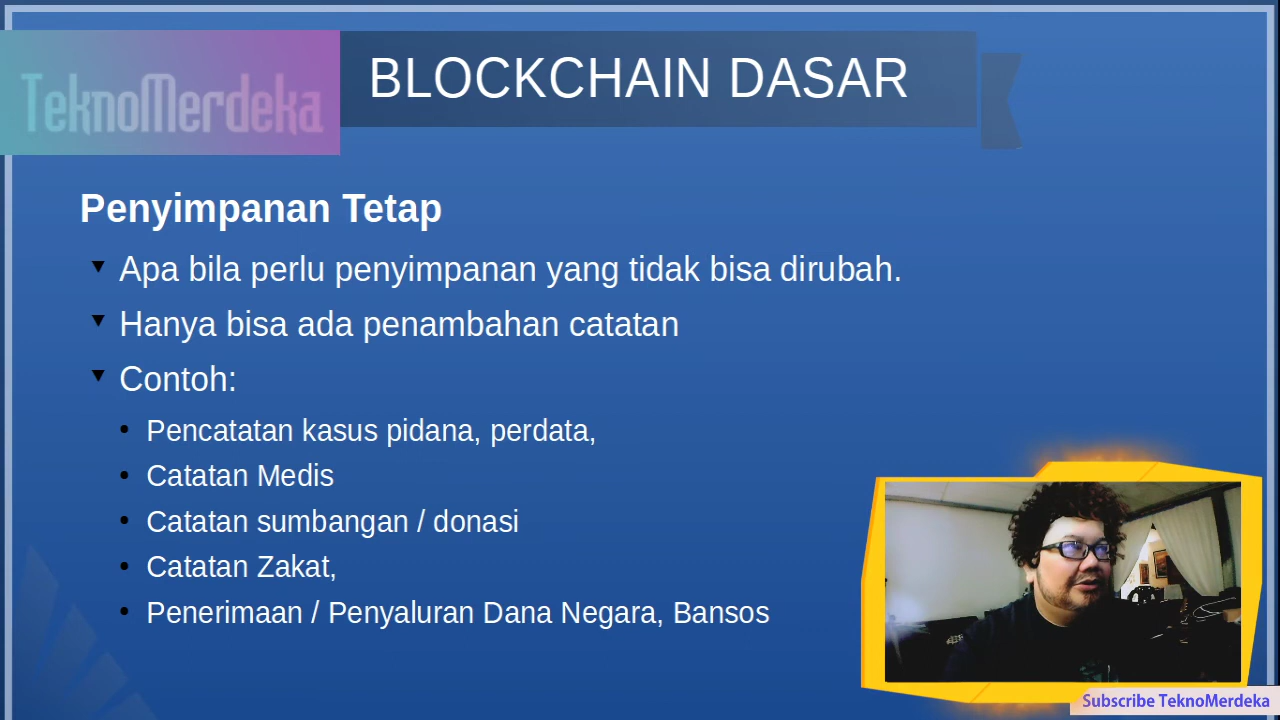 TeknoMerdeka
BLOCKCHAIN DASAR
Penyimpanan Tetap
Apa bila perlu penyimpanan yang tidak bisa dirubah.
Hanya bisa ada penambahan catatan
Contoh:
Pencatatan kasus pidana, perdata,
Catatan Medis
Catatan sumbangan / donasi
Catatan Zakat,
Penerimaan / Penyaluran Dana Negara, Bansos
Subscribe TeknoMerdeka